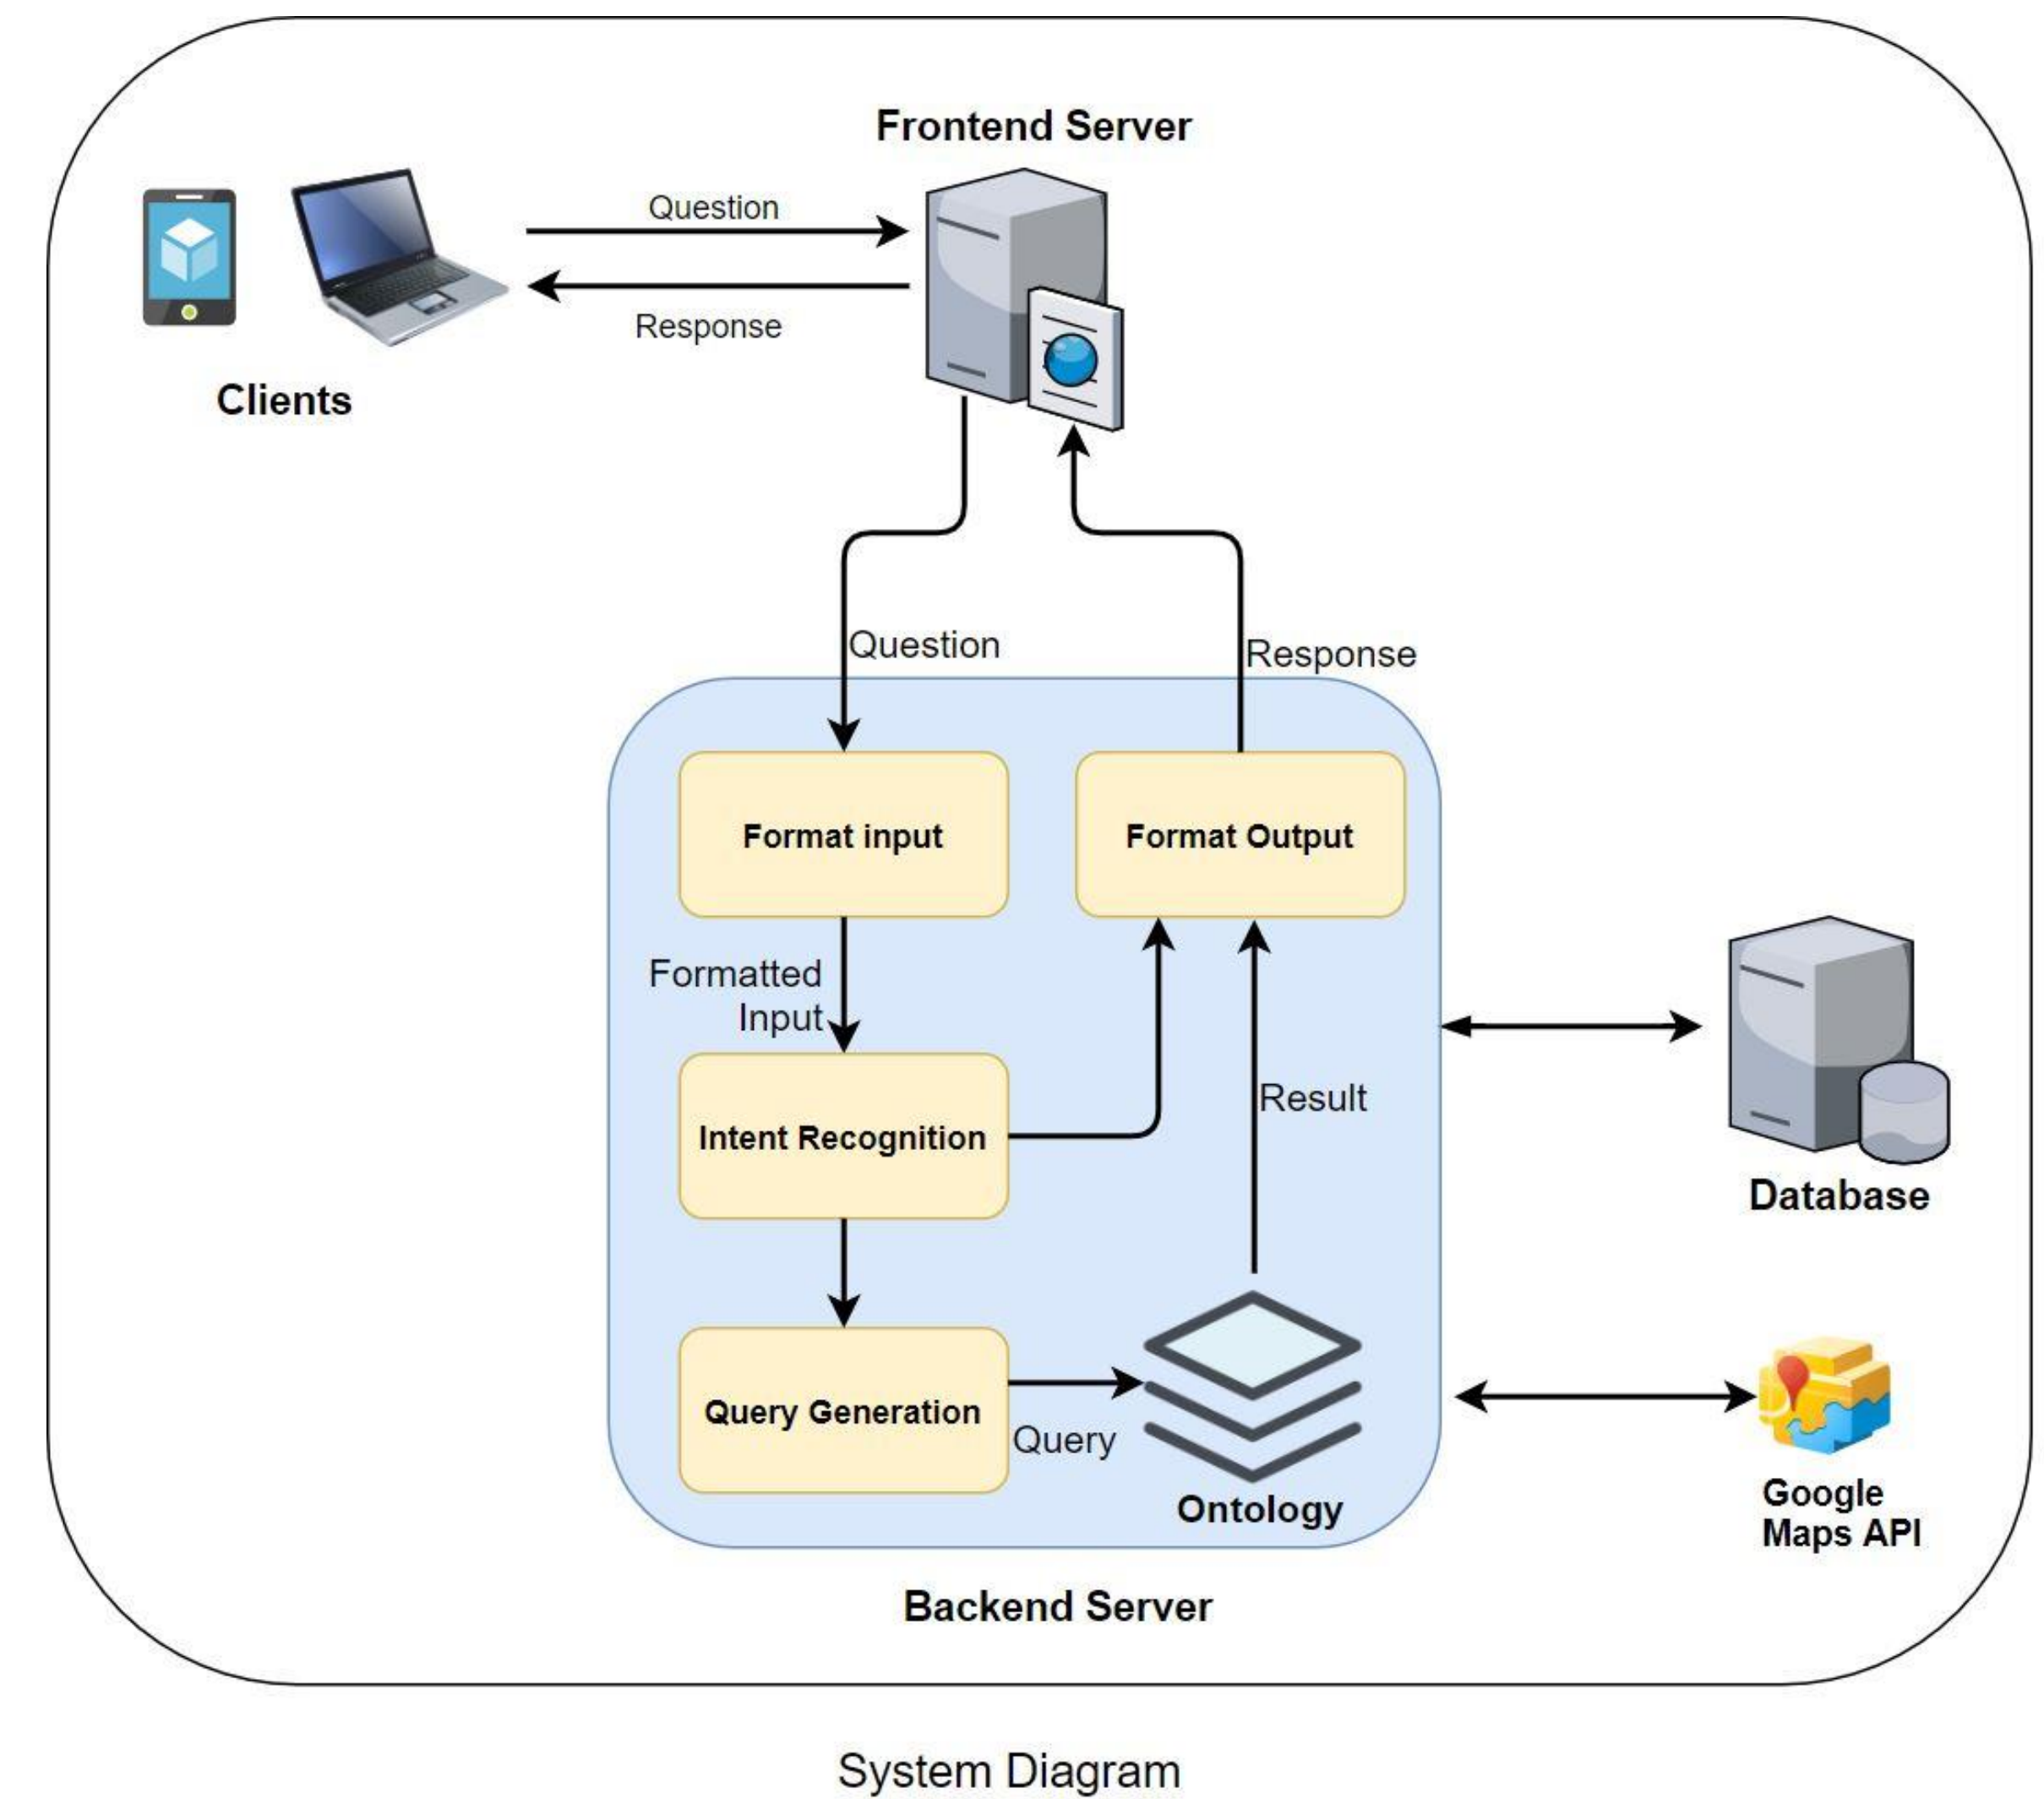 Frontend Server
Question
Response
Clients
Question
Response
Format input
Format Output
Formatted
Input
Intent Recognition
Result
Database
Query Generation
Query
Ontology
Google
Maps API
Backend Server
System Diagram